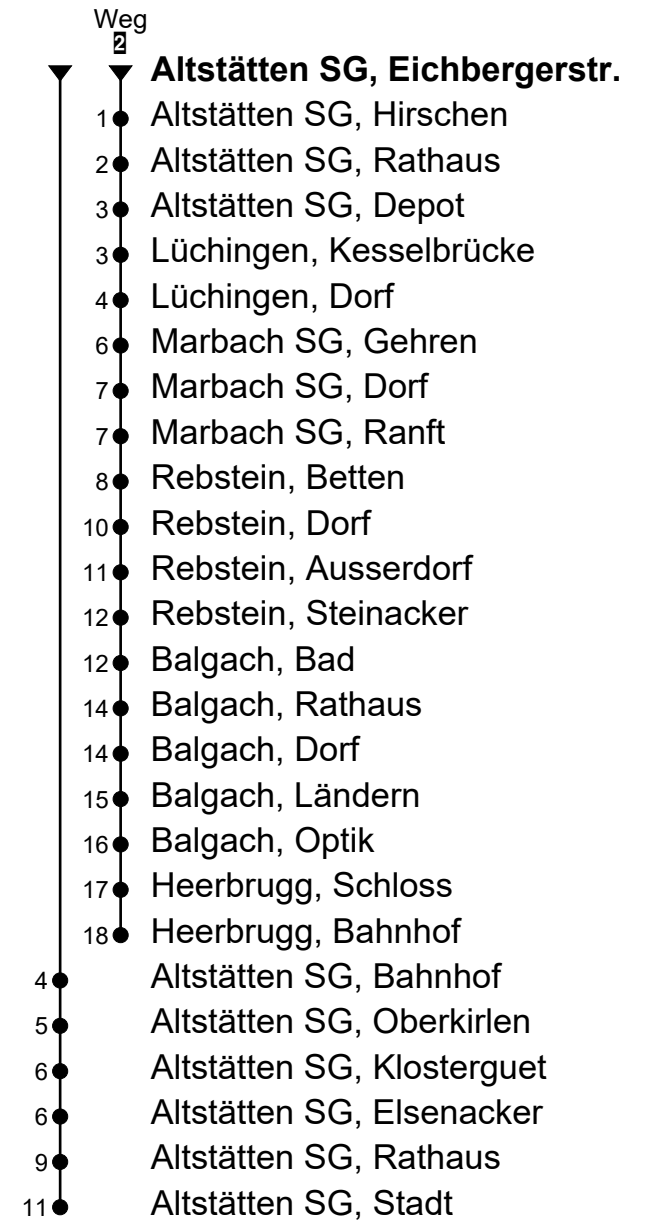 Weg
2
Altstätten SG, Eichbergerstr.
1 Altstätten SG, Hirschen
2 Altstätten SG, Rathaus
3 Altstätten SG, Depot
3 Lüchingen, Kesselbrücke
4 Lüchingen, Dorf
6 Marbach SG, Gehren
7 Marbach SG, Dorf
7 Marbach SG, Ranft
8 Rebstein, Betten
10 Rebstein, Dorf
11 Rebstein, Ausserdorf
12 Rebstein, Steinacker
12 Balgach, Bad
14 Balgach, Rathaus
14 Balgach, Dorf
15 Balgach, Ländern
16 Balgach, Optik
17 Heerbrugg, Schloss
18 Heerbrugg, Bahnhof
4 Altstätten SG, Bahnhof
5 Altstätten SG, Oberkirlen
6 Altstätten SG, Klosterguet
6 Altstätten SG, Elsenacker
9 Altstätten SG, Rathaus
11 Altstätten SG, Stadt